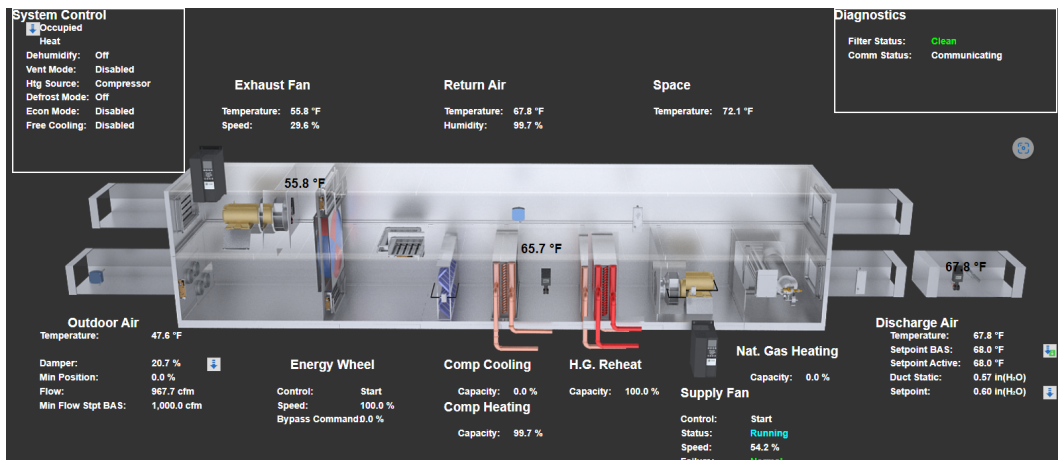 System Control
Occupied
Heat
Dehumidify: Off
Vent Mode: Disabled
Htg Source: Compressor
Defrost Mode: Off
Econ Mode: Disabled
Free Cooling: Disabled
Diagnostics
Filter Status: Clean
Comm Status: Communicating
Exhaust Fan
Temperature: 55.8 °F
Speed: 29.6 %
Return Air
Temperature: 67.8 °F
Humidity: 99.7 %
Space
Temperature: 72.1 °F
55.8 °F
65.7 °F
67.8 °F
Outdoor Air
Temperature: 47.6 °F
Damper: 20.7 %
Min Position: 0.0 %
Flow: 967.7 cfm
Min Flow Stpt BAS: 1,000.0 cfm
Energy Wheel
Control: Start
Speed: 100.0 %
Bypass Command: 0.0 %
Comp Cooling
Capacity: 0.0 %
Comp Heating
Capacity: 99.7 %
H.G. Reheat
Capacity: 100.0 %
Supply Fan
Control: Start
Status: Running
Speed: 54.2 %
Failure: Normal
Nat. Gas Heating
Capacity: 0.0 %
Discharge Air
Temperature: 67.8 °F
Setpoint BAS: 68.0 °F
Setpoint Active: 68.0 °F
Duct Static: 0.57 in(H₂O)
Setpoint: 0.60 in(H₂O)